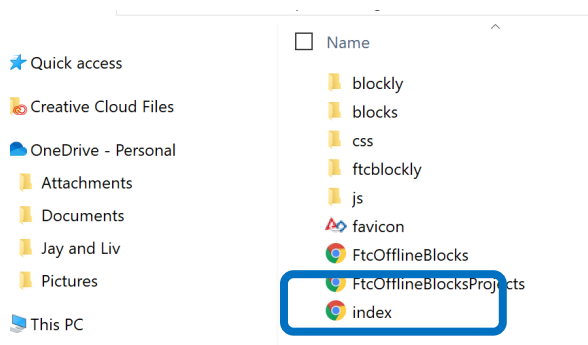 Name
Quick access
Creative Cloud Files
OneDrive - Personal
Attachments
Documents
Jay and Liv
Pictures
This PC
blockly
blocks
css
ftcblockly
js
favicon
FtcOfflineBlocks
FtcOfflineBlocksProjects
index